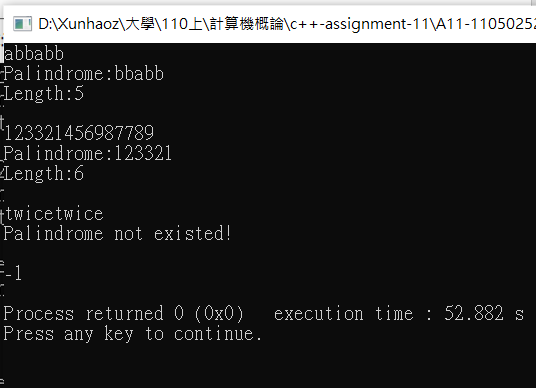 D:\Xunhaoz\大學\110上\計算機概論\c++-assignment-11\A11-11050252
abbabb
Palindrome:bbabb
Length:5
123321456987789
Palindrome:123321
Length:6
twicetwice
Palindrome not existed!
-1
Process returned 0 (0x0)   execution time : 52.882 s
Press any key to continue.